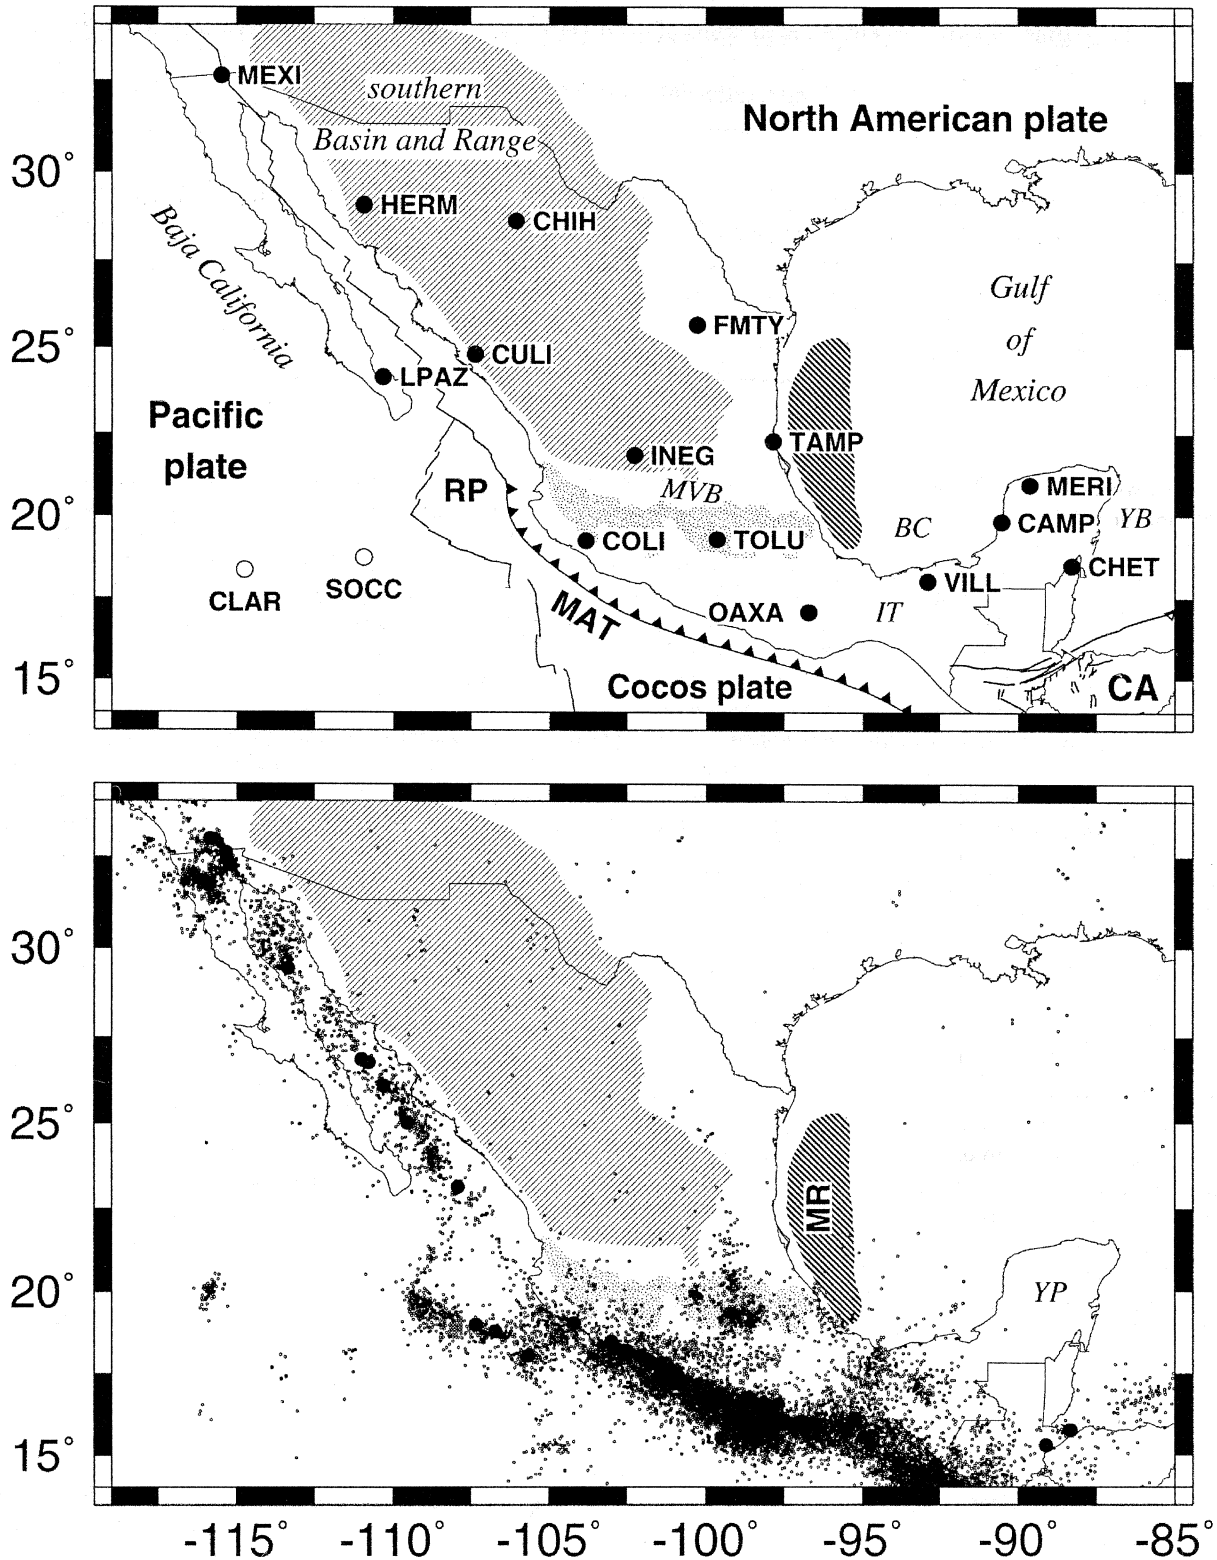 MEXI
southern
North American plate
Basin and Range
30°
HERM
CHIH
Baja California
Gulf
of
Mexico
FMTY
25°
CULI
LPAZ
Pacific
plate
TAMP
INEG
RP
MVB
MERI
20°
BC
CAMP
YB
COLI
TOLU
CHET
CLAR
SOCC
VILL
MAT
OAXA
IT
15°
Cocos plate
CA
30°
25°
MR
20°
YP
15°
-115° -110° -105° -100° -95° -90° -85°